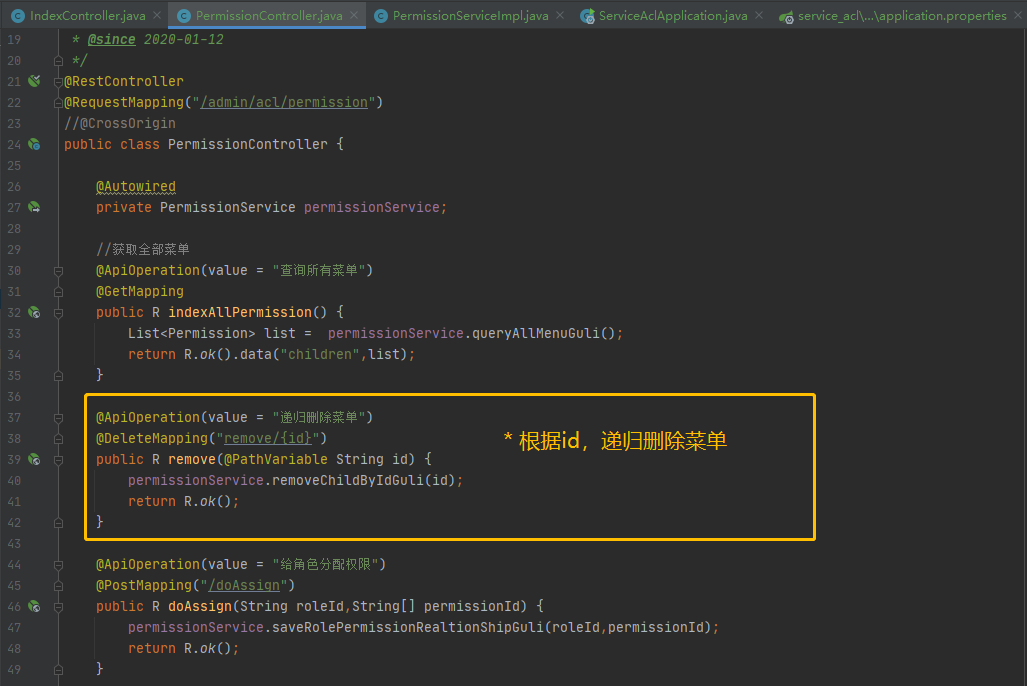 IndexController.java PermissionController.java PermissionServiceImpl.java ServiceAclApplication.java service_acl\...\application.properties
19 * @since 2020-01-12
20 */
21 @RestController
22 @RequestMapping("/admin/acl/permission")
23 //@CrossOrigin
24 public class PermissionController {
25
26 @Autowired
27 private PermissionService permissionService;
28
29 //获取全部菜单
30 @ApiOperation(value = "查询所有菜单")
31 @GetMapping
32 public R indexAllPermission() {
33 List<Permission> list =  permissionService.queryAllMenuGuli();
34 return R.ok().data("children",list);
35 }
36
37 @ApiOperation(value = "递归删除菜单")
38 @DeleteMapping("remove/{id}")
* 根据id，递归删除菜单
39 public R remove(@PathVariable String id) {
40 permissionService.removeChildByIdGuli(id);
41 return R.ok();
42 }
43
44 @ApiOperation(value = "给角色分配权限")
45 @PostMapping("/doAssign")
46 public R doAssign(String roleId,String[] permissionId) {
47 permissionService.saveRolePermissionRealtionShipGuli(roleId,permissionId);
48 return R.ok();
49 }